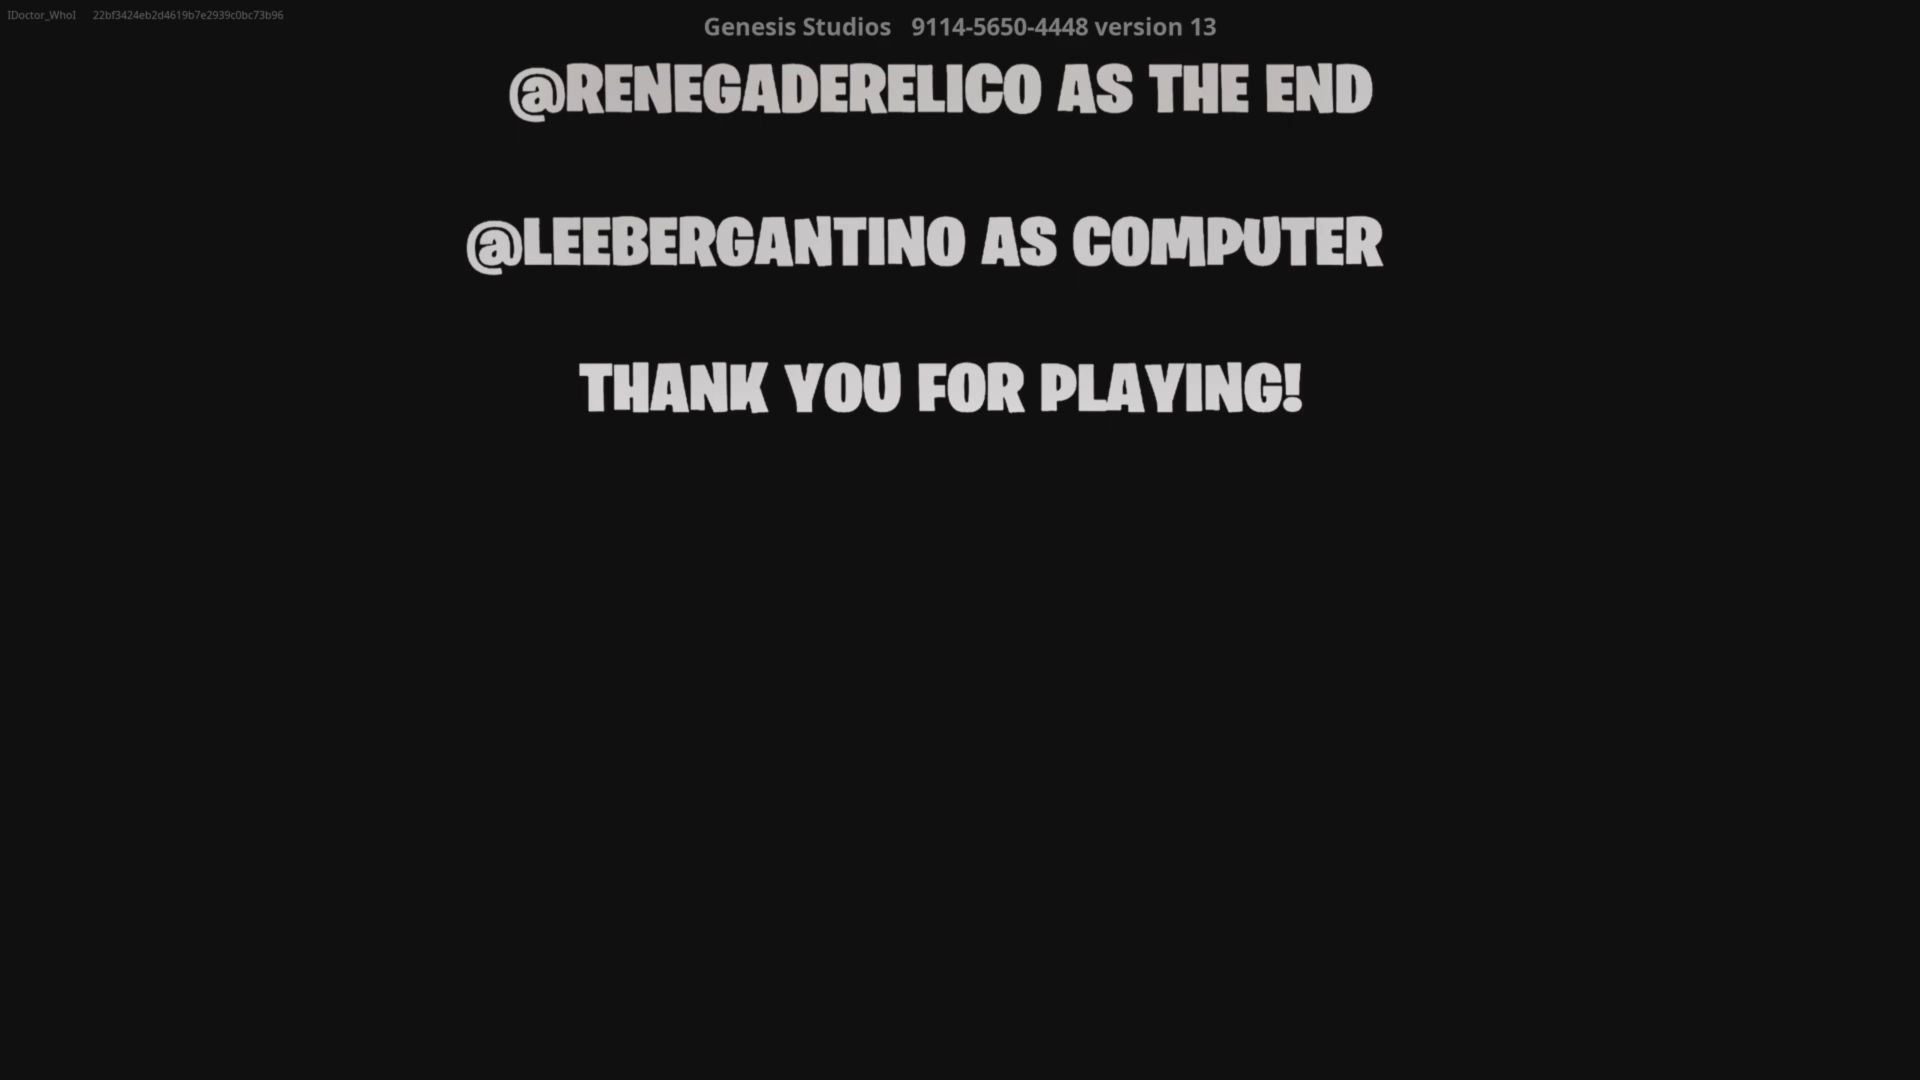 IDoctor_WhoI 22bf3424eb2d4619b7e2939c0bc73b96
Genesis Studios 9114-5650-4448 version 13
@RENEGADERELICO AS THE END
@LEEBERGANTINO AS COMPUTER
THANK YOU FOR PLAYING!